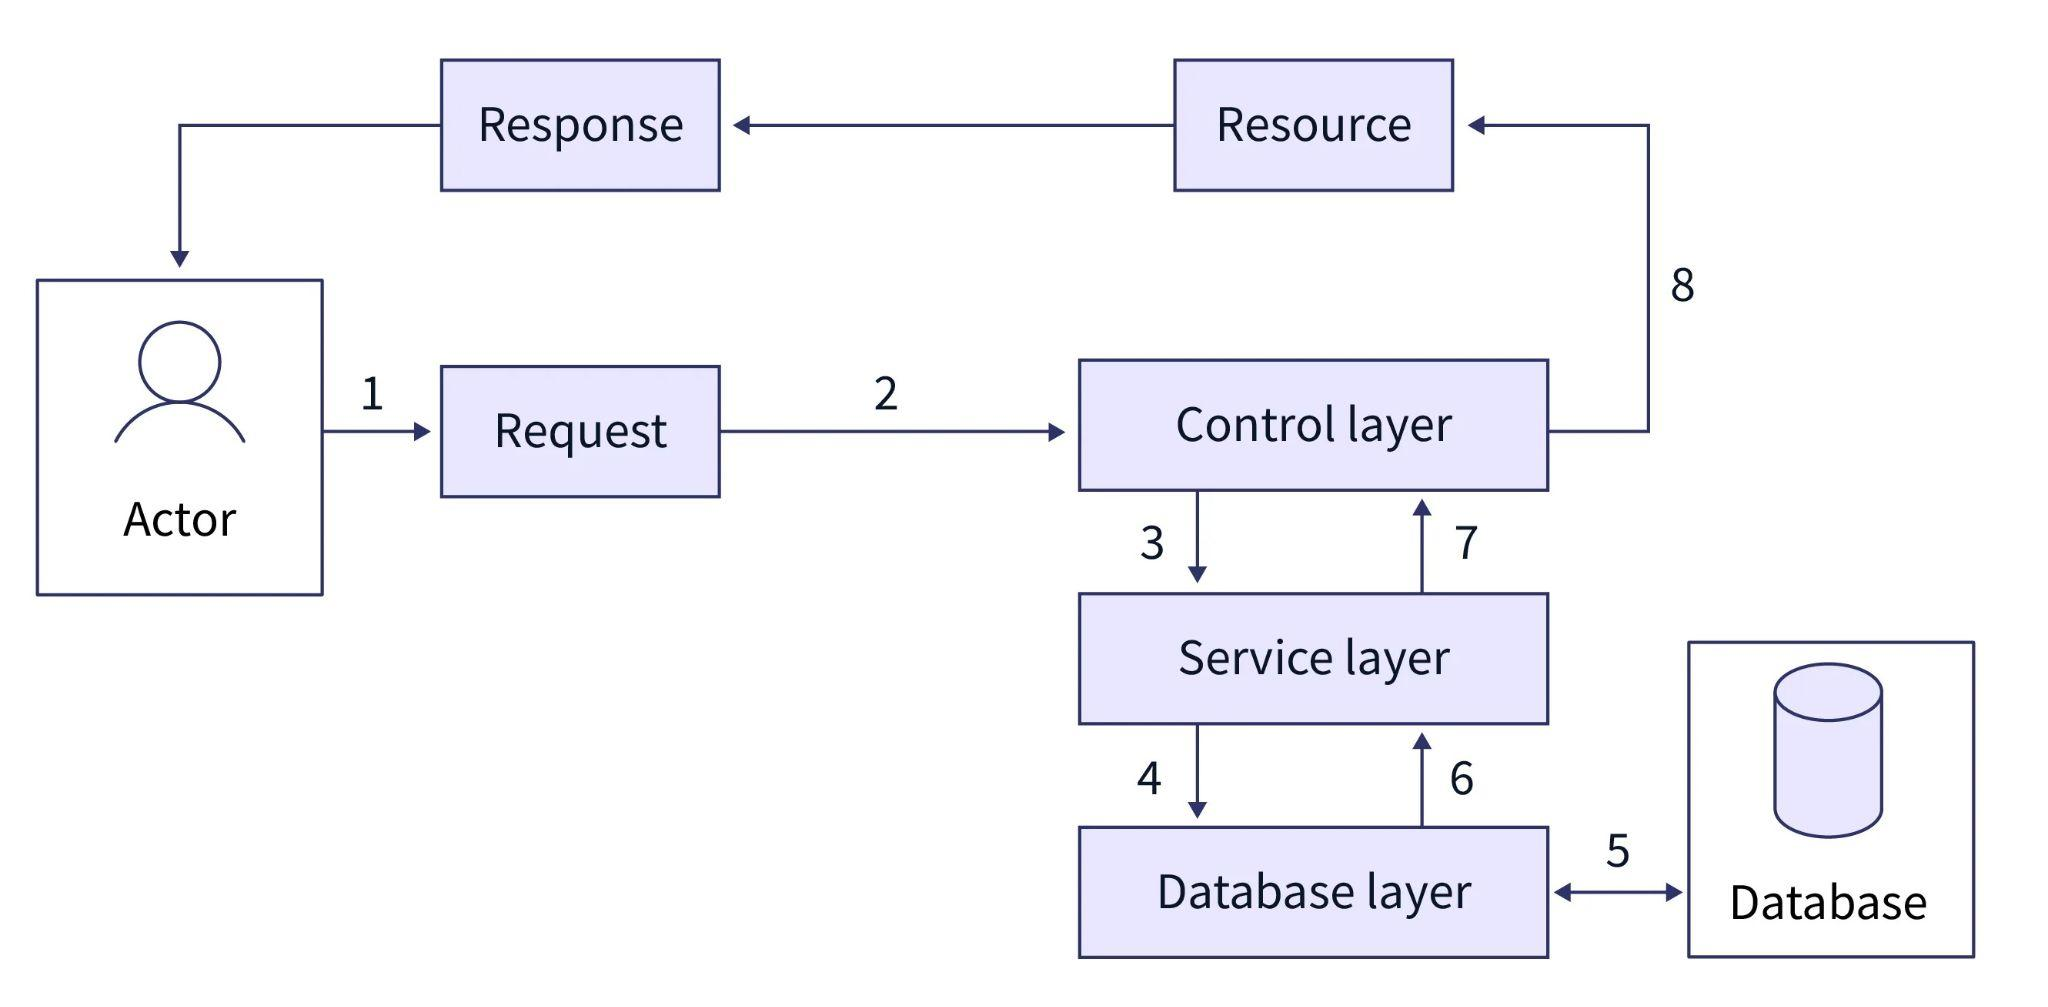 Response
Resource
8
Actor
1
Request
2
Control layer
3
7
Service layer
4
6
Database layer
5
Database